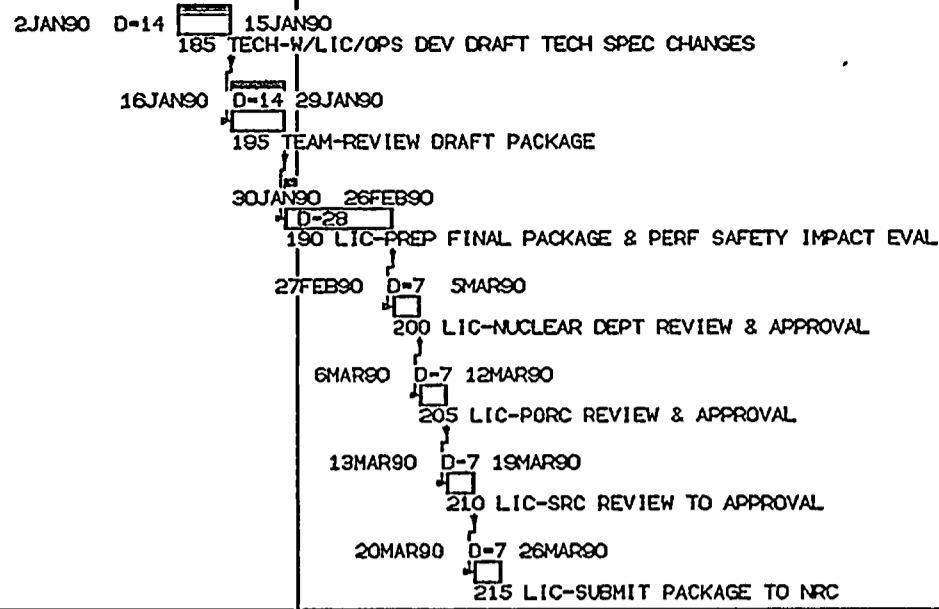 2JAN90 D=14 15JAN90
185 TECH-W/LIC/OPS DEV DRAFT TECH SPEC CHANGES
16JAN90 D=14 29JAN90
195 TEAM-REVIEW DRAFT PACKAGE
30JAN90 26FEB90
D=28
190 LIC-PREP FINAL PACKAGE & PERF SAFETY IMPACT EVAL
27FEB90 D=7 5MAR90
200 LIC-NUCLEAR DEPT REVIEW & APPROVAL
6MAR90 D=7 12MAR90
205 LIC-PORC REVIEW & APPROVAL
13MAR90 D=7 19MAR90
210 LIC-SRC REVIEW TO APPROVAL
20MAR90 D=7 26MAR90
215 LIC-SUBMIT PACKAGE TO NRC